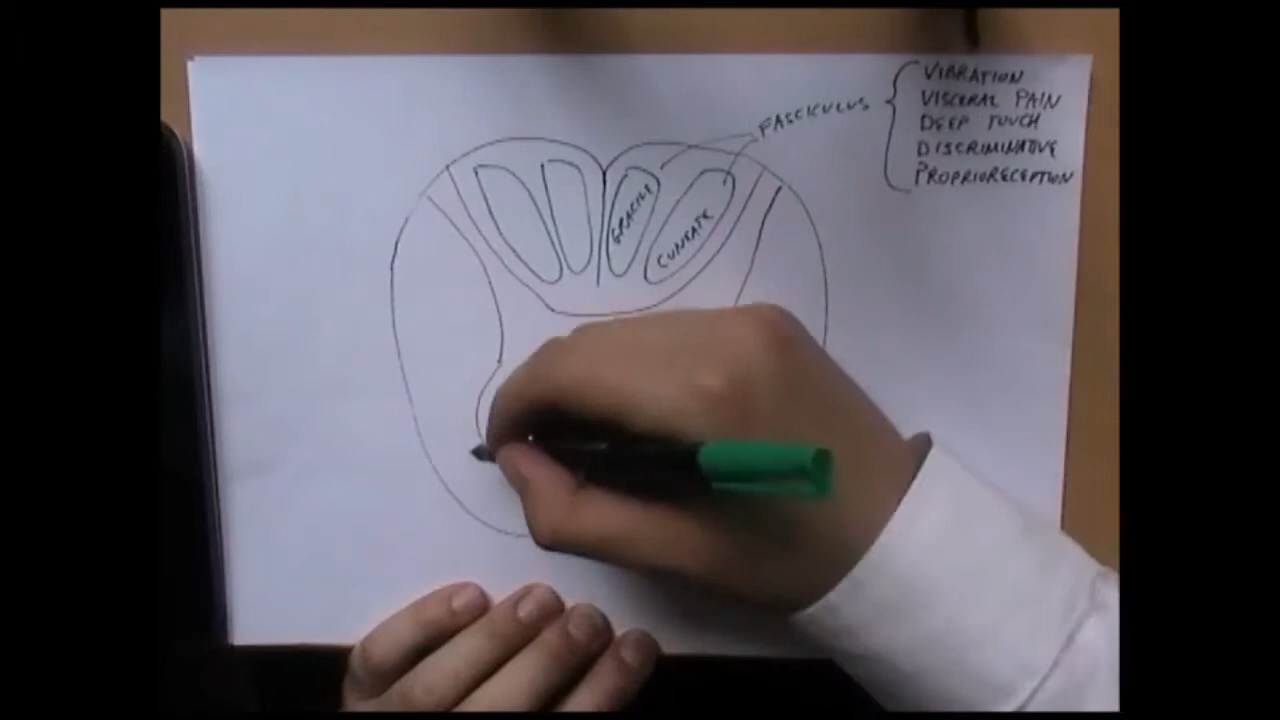 VIBRATION
VISCERAL PAIN
DEEP TOUCH
DISCRIMINATIVE
PROPRIORECEPTION
FASCICULUS
GRACILE
CUNEATE